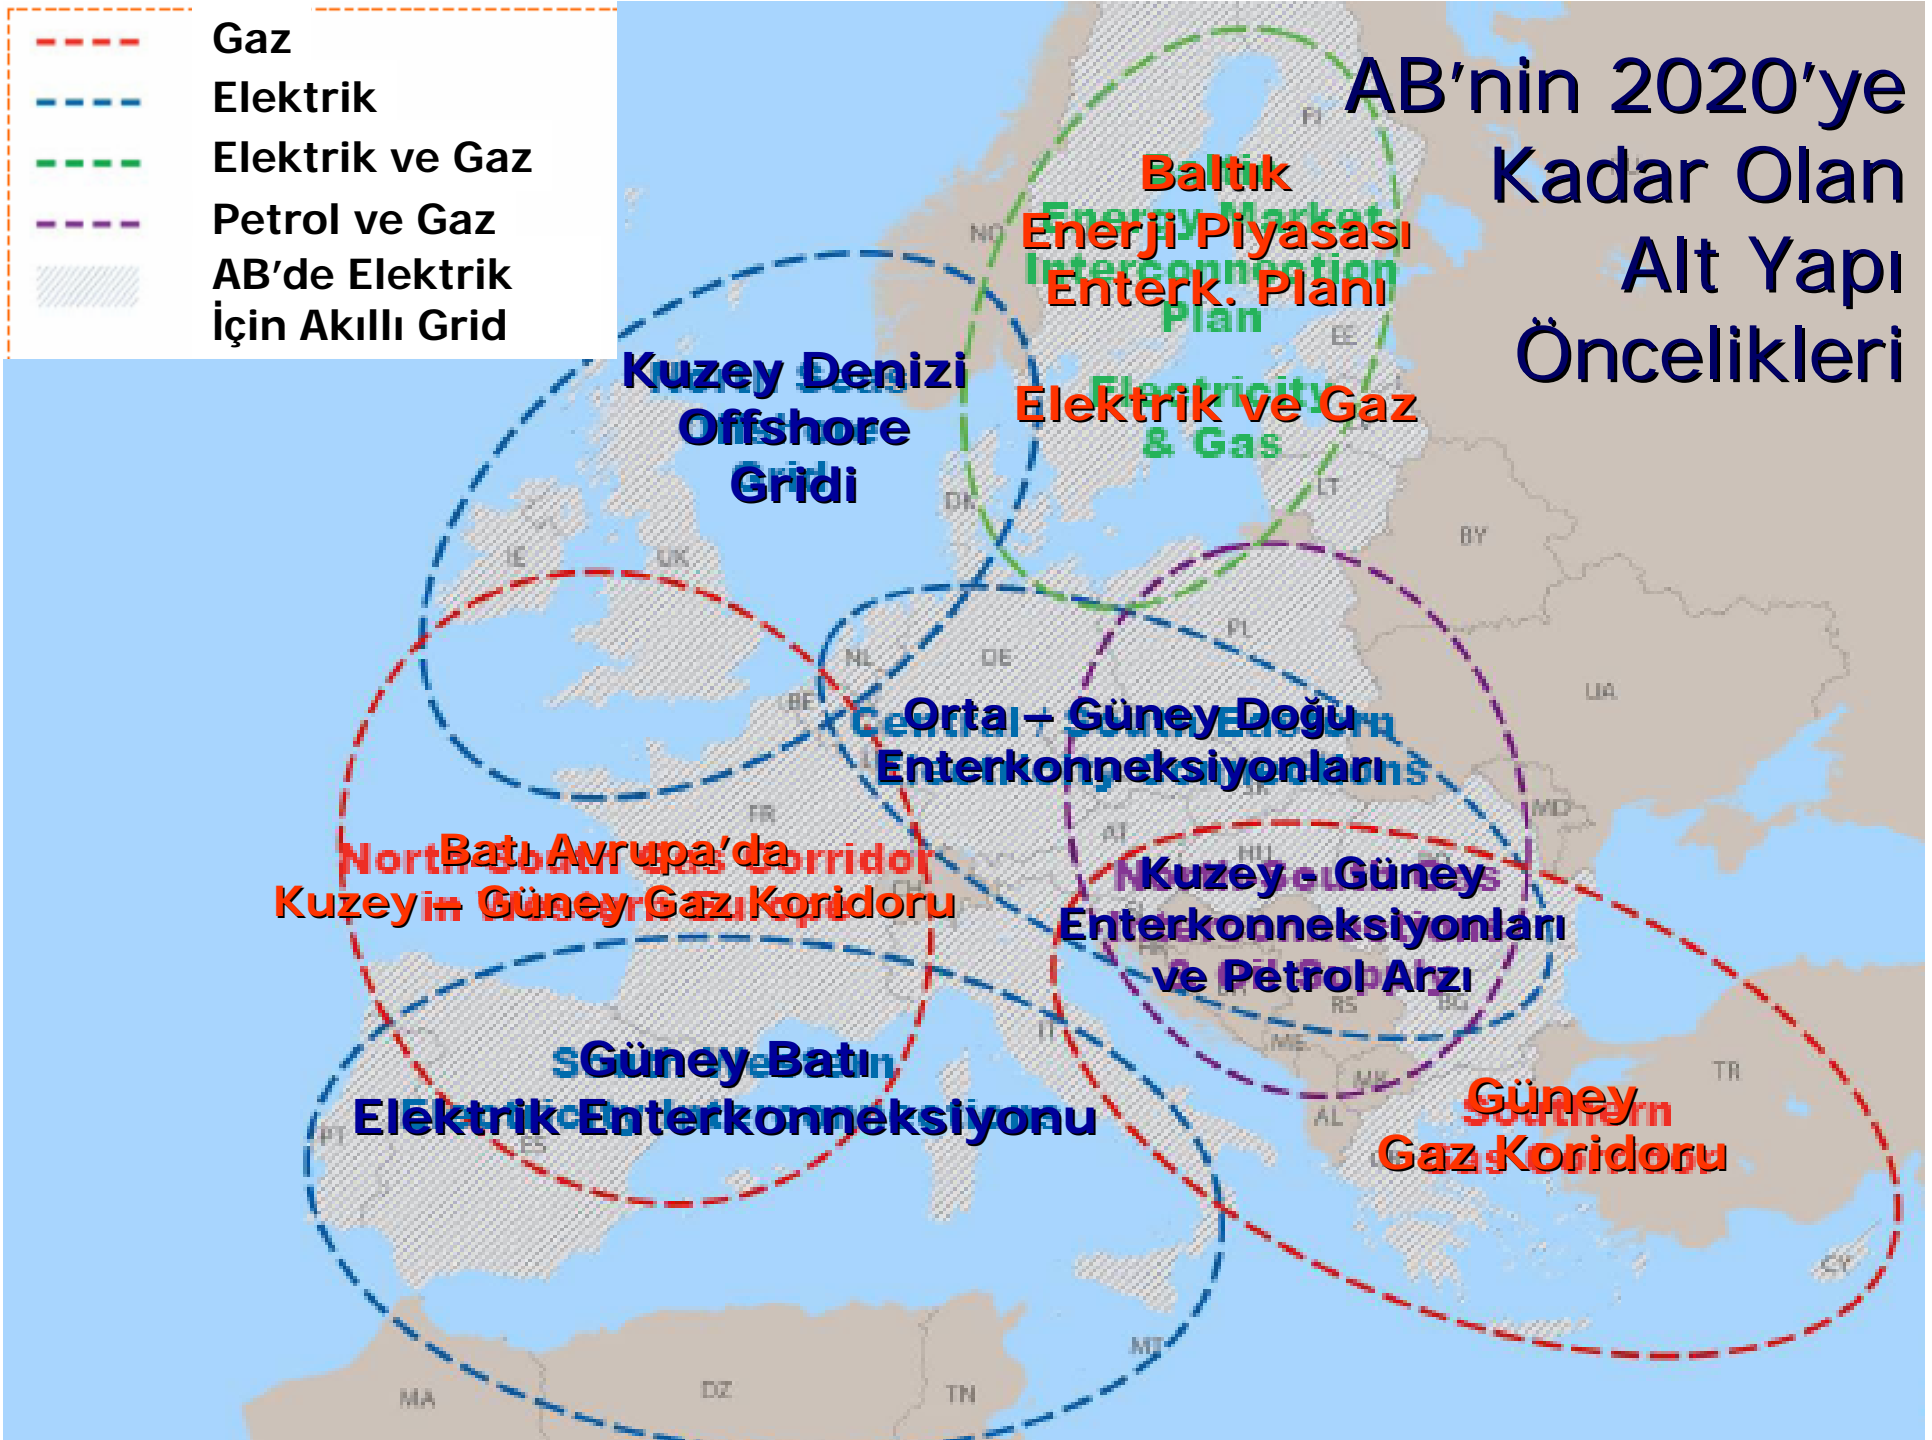 Gaz
Elektrik
Elektrik ve Gaz
Petrol ve Gaz
AB'de Elektrik
İçin Akıllı Grid
AB'nin 2020'ye
Kadar Olan
Alt Yapı
Öncelikleri
FI
Baltık
Enerji Piyasası
Enterk. Planı
Plan
NO
EE
Elektrik ve Gaz
& Gas
Kuzey Denizi
Offshore
Gridi
LT
DK
BY
IE
UK
PL
NL
DE
UA
BE
Orta – Güney Doğu
Enterkonneksiyonları
MD
FR
AT
HU
Batı Avrupa'da
Kuzey – Güney Gaz Koridoru
CH
Kuzey - Güney
Enterkonneksiyonları
ve Petrol Arzı
RS
BG
IT
ME
MK
TR
AL
Güney Batı
Elektrik Enterkonneksiyonu
PT
ES
Güney
Gaz Koridoru
CY
MT
MA
DZ
TN